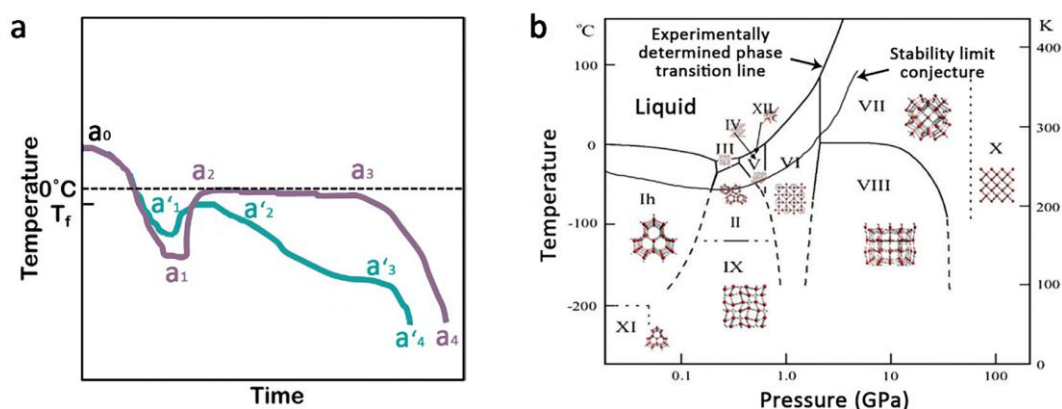 a
Temperature
0°C
Tf
a0
a'1
a1
a2
a'2
a3
a'3
a'4
a4
Time
b
°C
K
Experimentally
determined phase
transition line
Stability limit
conjecture
100
0
-100
-200
400
300
200
100
0
Temperature
Liquid
XII
IV
III
V
VI
VII
X
VIII
Ih
II
IX
XI
0.1
1.0
10
100
Pressure (GPa)